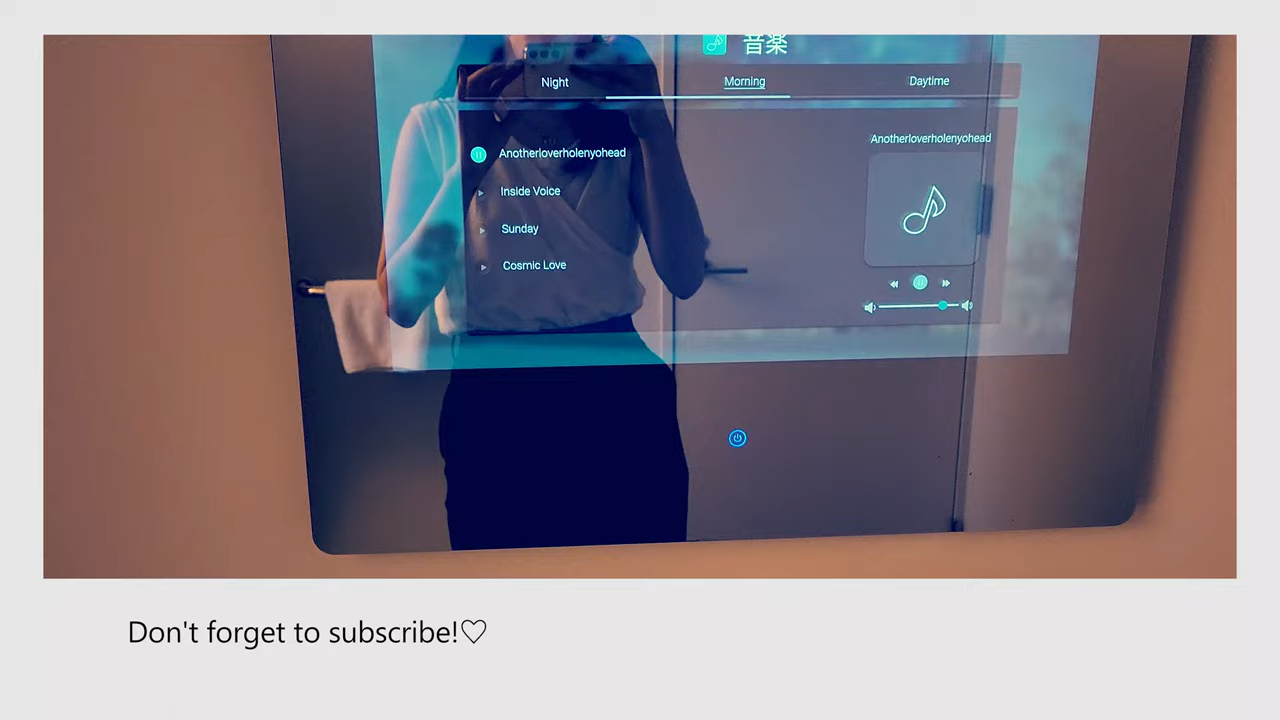 音楽
Night
Morning
Daytime
Anotherloverholenyohead
Inside Voice
Sunday
Cosmic Love
Anotherloverholenyohead
Don't forget to subscribe!♡